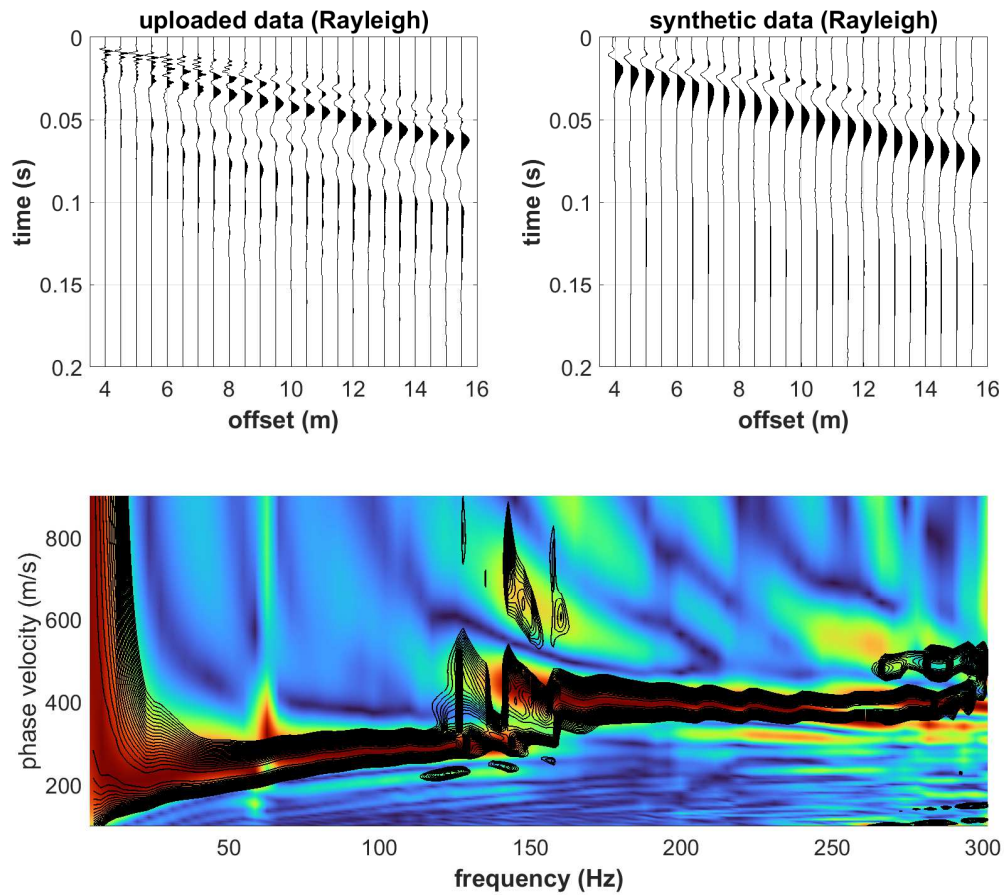 uploaded data (Rayleigh)
0
0.05
0.1
0.15
0.2
time (s)
4 6 8 10 12 14 16
offset (m)
synthetic data (Rayleigh)
0
0.05
0.1
0.15
0.2
time (s)
4 6 8 10 12 14 16
offset (m)
800
600
400
200
phase velocity (m/s)
50 100 150 200 250 300
frequency (Hz)